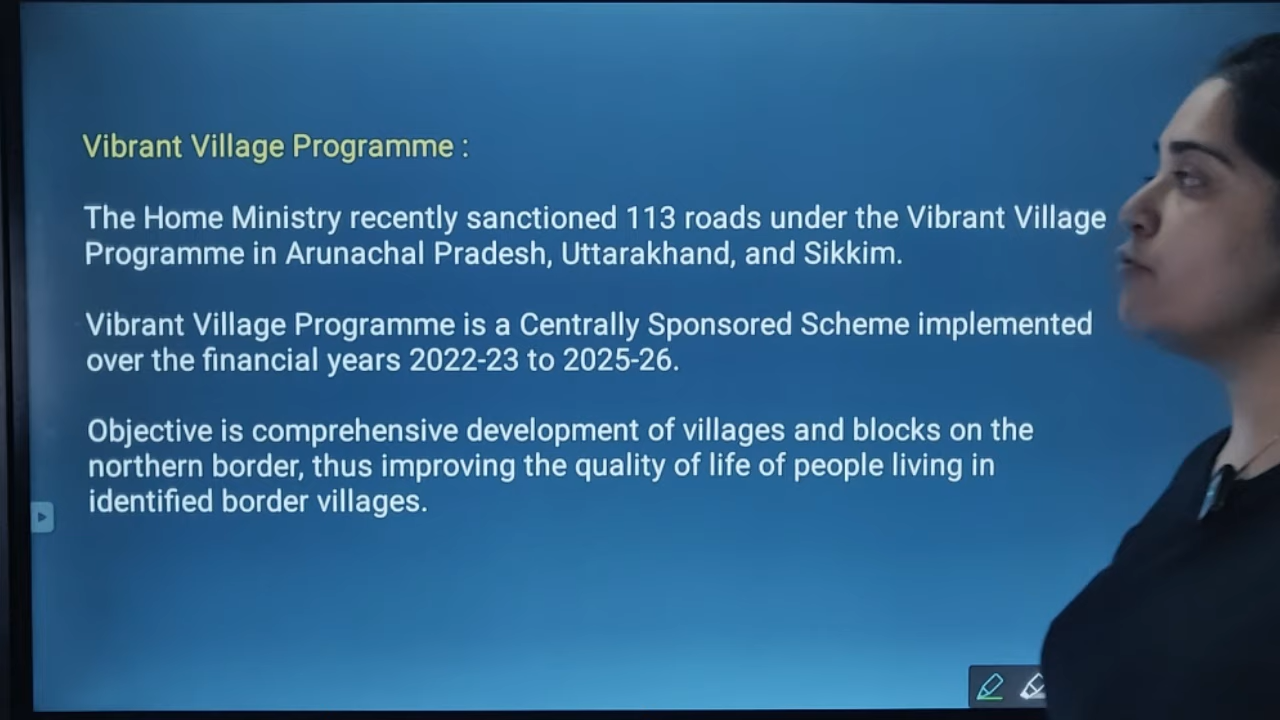 Vibrant Village Programme :
The Home Ministry recently sanctioned 113 roads under the Vibrant Village
Programme in Arunachal Pradesh, Uttarakhand, and Sikkim.
Vibrant Village Programme is a Centrally Sponsored Scheme implemented
over the financial years 2022-23 to 2025-26.
Objective is comprehensive development of villages and blocks on the
northern border, thus improving the quality of life of people living in
identified border villages.